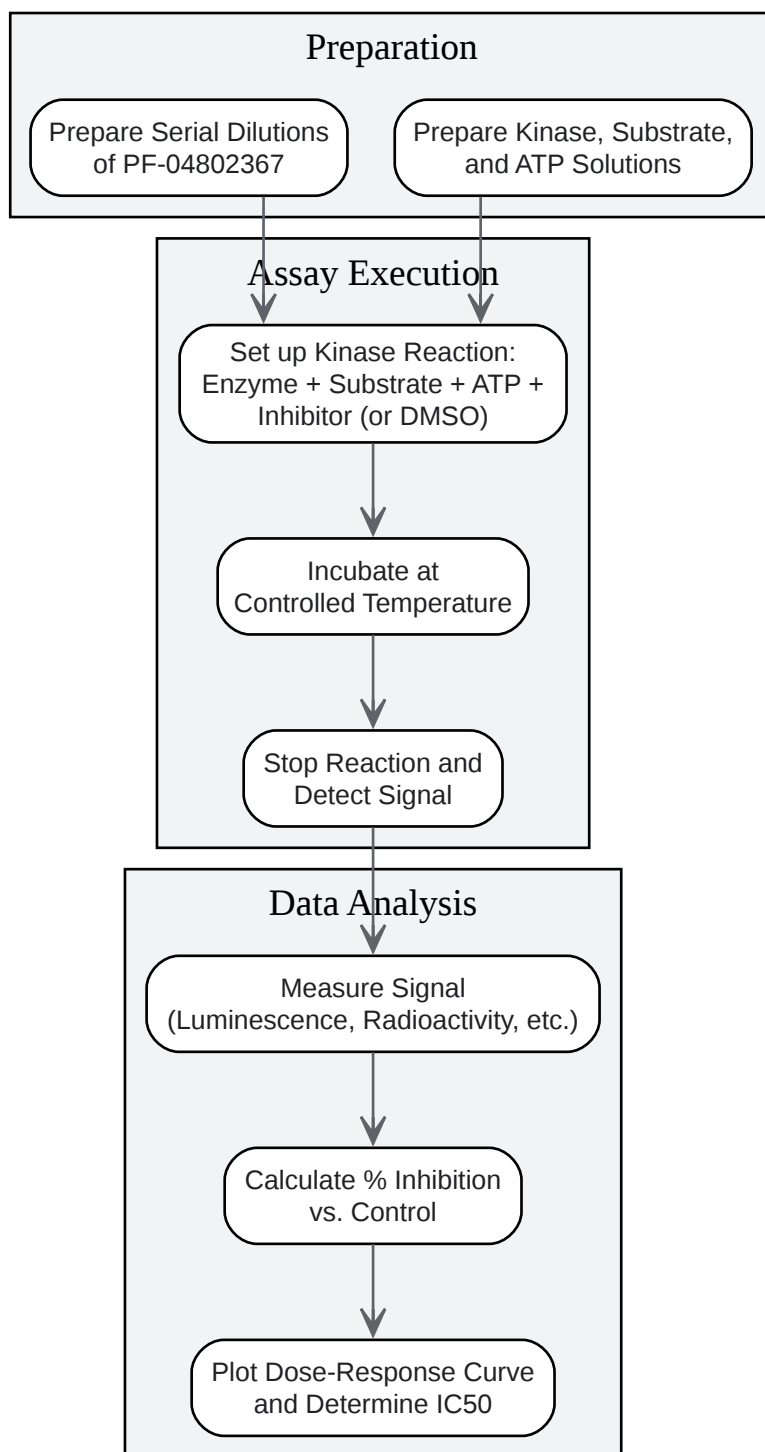 Preparation
Prepare Serial Dilutions
of PF-04802367
Prepare Kinase, Substrate,
and ATP Solutions
Assay Execution
Set up Kinase Reaction:
Enzyme + Substrate + ATP +
Inhibitor (or DMSO)
Incubate at
Controlled Temperature
Stop Reaction and
Detect Signal
Data Analysis
Measure Signal
(Luminescence, Radioactivity, etc.)
Calculate % Inhibition
vs. Control
Plot Dose-Response Curve
and Determine IC50